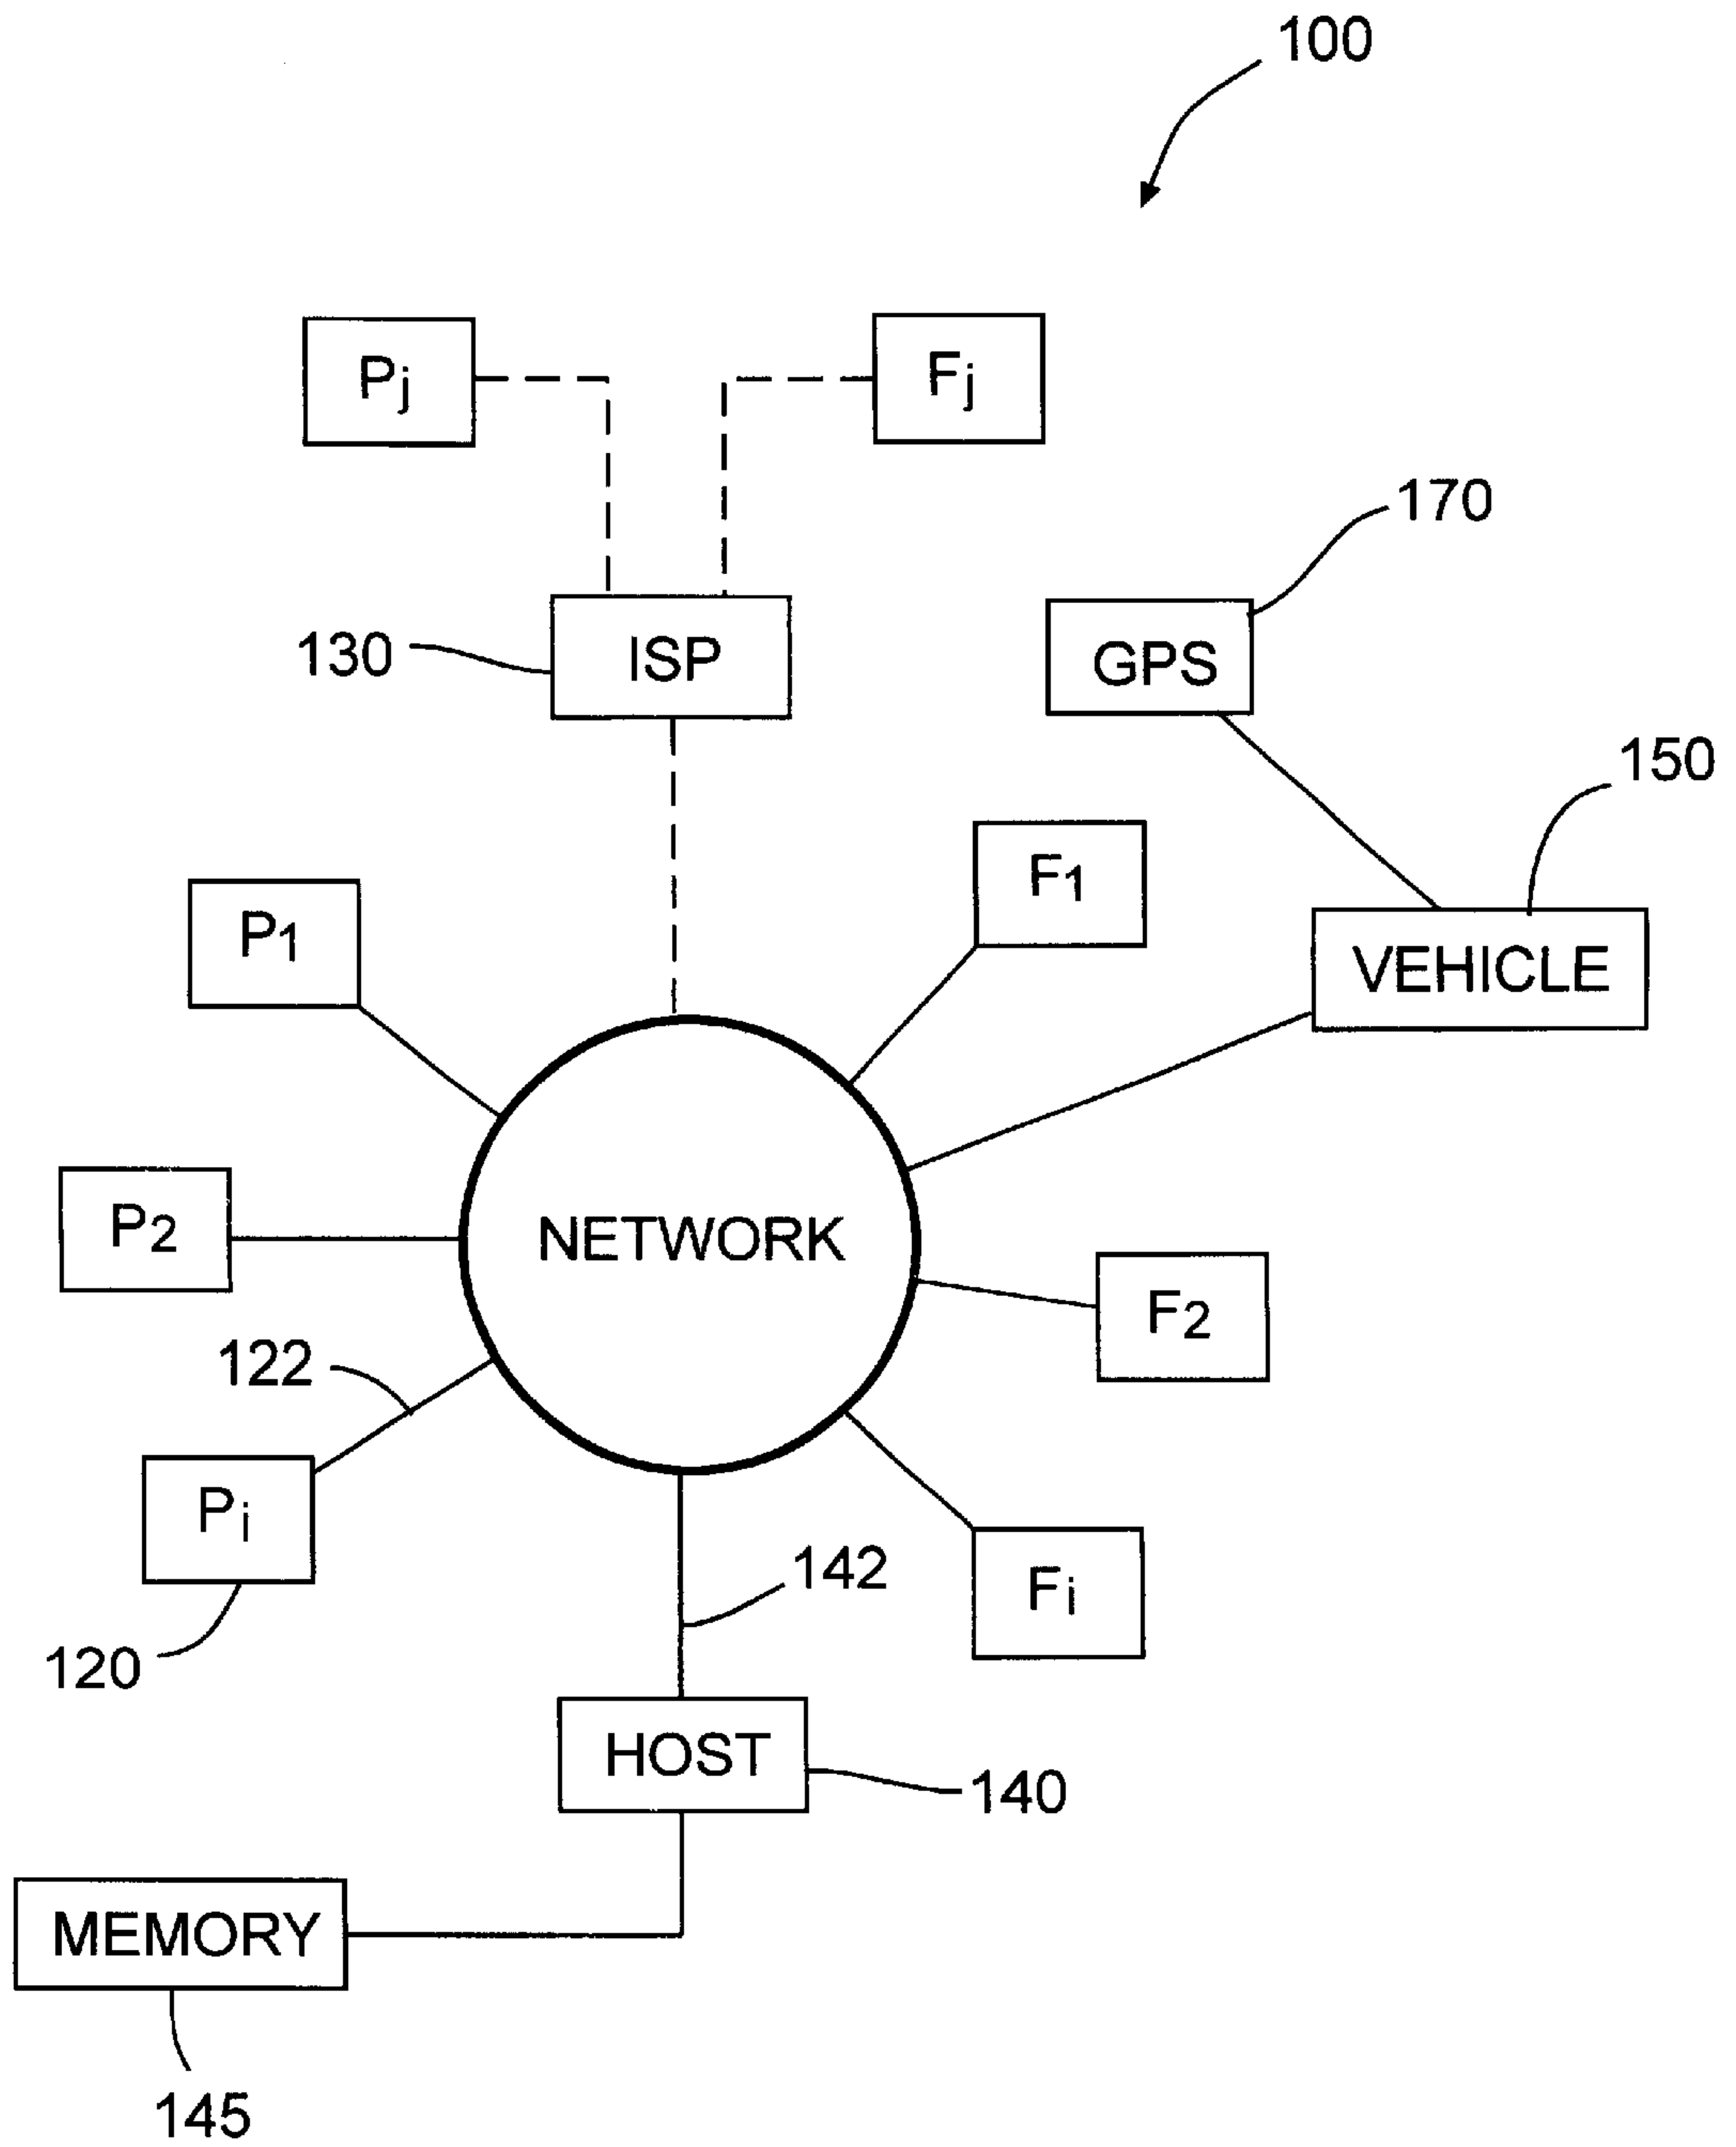 100
Pj
Fj
170
130
ISP
GPS
150
F1
P1
VEHICLE
P2
NETWORK
F2
122
Pi
142
Fi
120
HOST
140
MEMORY
145